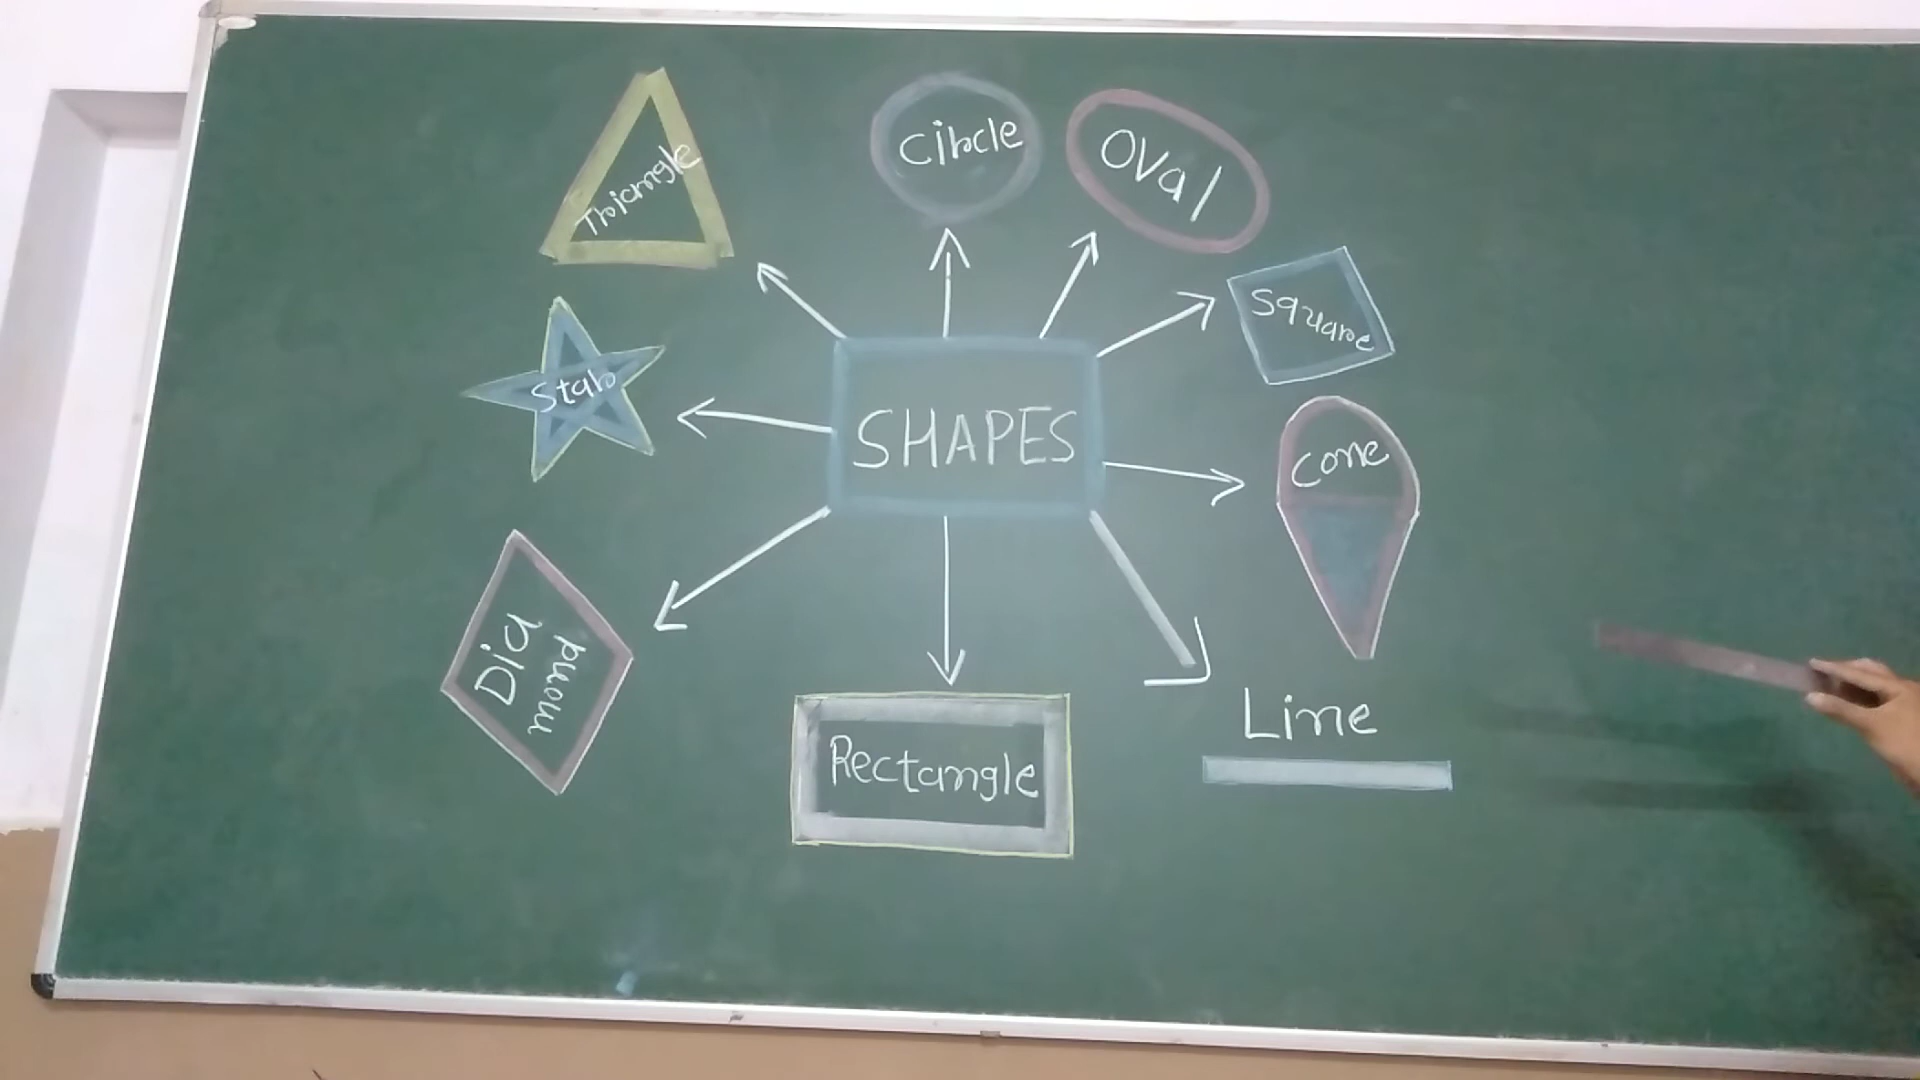 Triangle
Circle
Oval
Square
Star
SHAPES
Cone
Dia
mond
Line
Rectangle